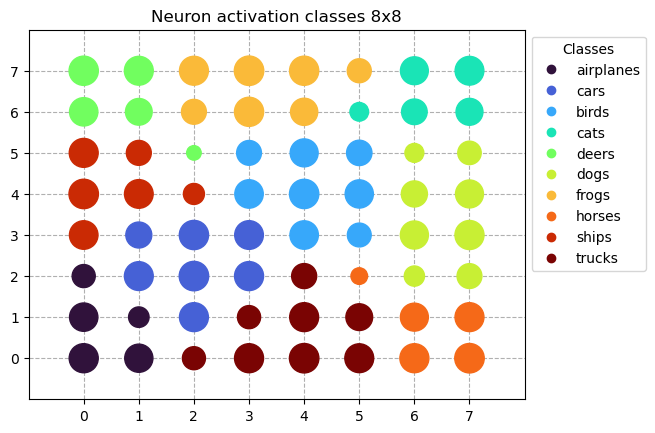 Neuron activation classes 8x8
7
6
5
4
3
2
1
0
0 1 2 3 4 5 6 7
Classes
airplanes
cars
birds
cats
deers
dogs
frogs
horses
ships
trucks